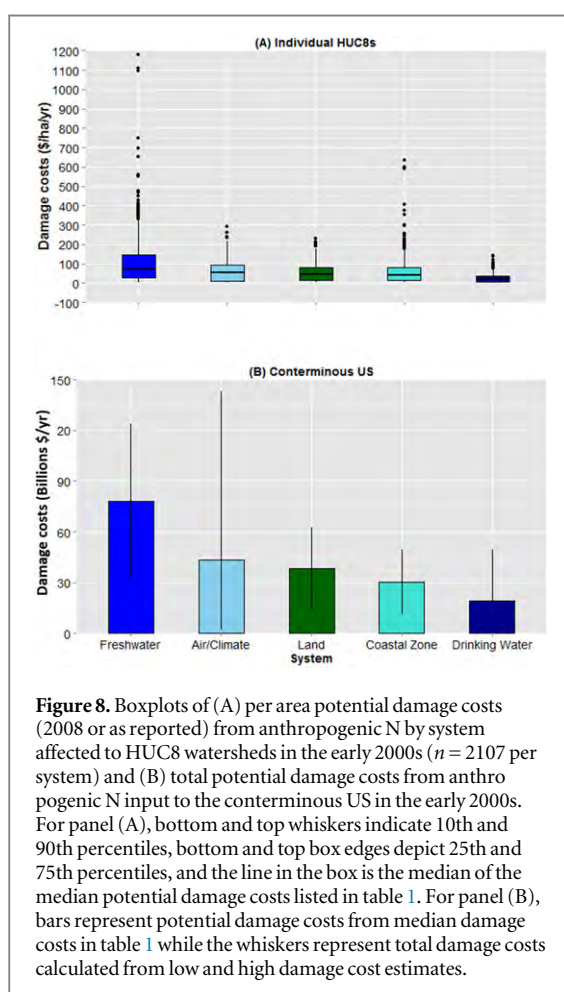 (A) Individual HUC8s
Damage costs ($/ha/yr)
1200
1100
1000
900
800
700
600
500
400
300
200
100
0
-100
(B) Conterminous US
Damage costs (Billions $/yr)
150
20
90
60
30
0
Freshwater Air/Climate Land Coastal Zone Drinking Water
System
Figure 8. Boxplots of (A) per area potential damage costs
(2008 or as reported) from anthropogenic N by system
affected to HUC8 watersheds in the early 2000s (n = 2107 per
system) and (B) total potential damage costs from anthro
pogenic N input to the conterminous US in the early 2000s.
For panel (A), bottom and top whiskers indicate 10th and
90th percentiles, bottom and top box edges depict 25th and
75th percentiles, and the line in the box is the median of the
median potential damage costs listed in table 1. For panel (B),
bars represent potential damage costs from median damage
costs in table 1 while the whiskers represent total damage costs
calculated from low and high damage cost estimates.